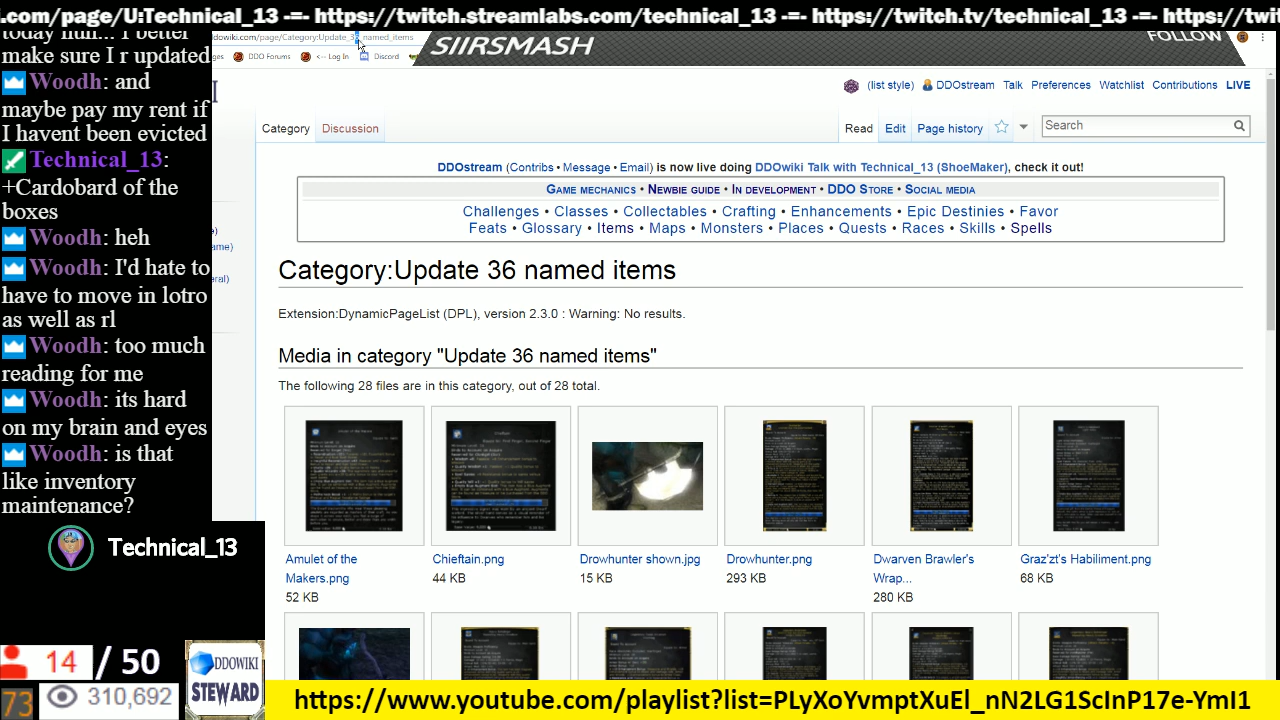 .com/page/U:Technical_13 -=- https://twitch.streamlabs.com/technical_13 -=- https://twitch.tv/technical_13 -=- https://twit
today huh... I better
make sure I r updated
Woodh: and
maybe pay my rent if
I havent been evicted
Technical_13:
+Cardobard of the
boxes
Woodh: heh
Woodh: I'd hate to
have to move in lotro
as well as rl
Woodh: too much
reading for me
Woodh: its hard
on my brain and eyes
Woodh: is that
like inventory
maintenance?
Technical_13
14 / 50
73 310,692
DDOWIKI
STEWARD
ddowiki.com/page/Category:Update_36_named_items
ges DDO Forums <-- Log In Discord
SIIRSMASH
FOLLOW
(list style) DDOstream Talk Preferences Watchlist Contributions LIVE
Category Discussion Read Edit Page history Search
DDOstream (Contribs • Message • Email) is now live doing DDOwiki Talk with Technical_13 (ShoeMaker), check it out!
Game mechanics • Newbie guide • In development • DDO Store • Social media
Challenges • Classes • Collectables • Crafting • Enhancements • Epic Destinies • Favor
Feats • Glossary • Items • Maps • Monsters • Places • Quests • Races • Skills • Spells
Category:Update 36 named items
Extension:DynamicPageList (DPL), version 2.3.0 : Warning: No results.
Media in category "Update 36 named items"
The following 28 files are in this category, out of 28 total.
Amulet of the
Makers.png
52 KB
Chieftain.png
44 KB
Drowhunter shown.jpg
15 KB
Drowhunter.png
293 KB
Dwarven Brawler's
Wrap...
280 KB
Graz'zt's Habiliment.png
68 KB
https://www.youtube.com/playlist?list=PLyXoYvmptXuEl_nN2LG1ScInP17e-YmI1